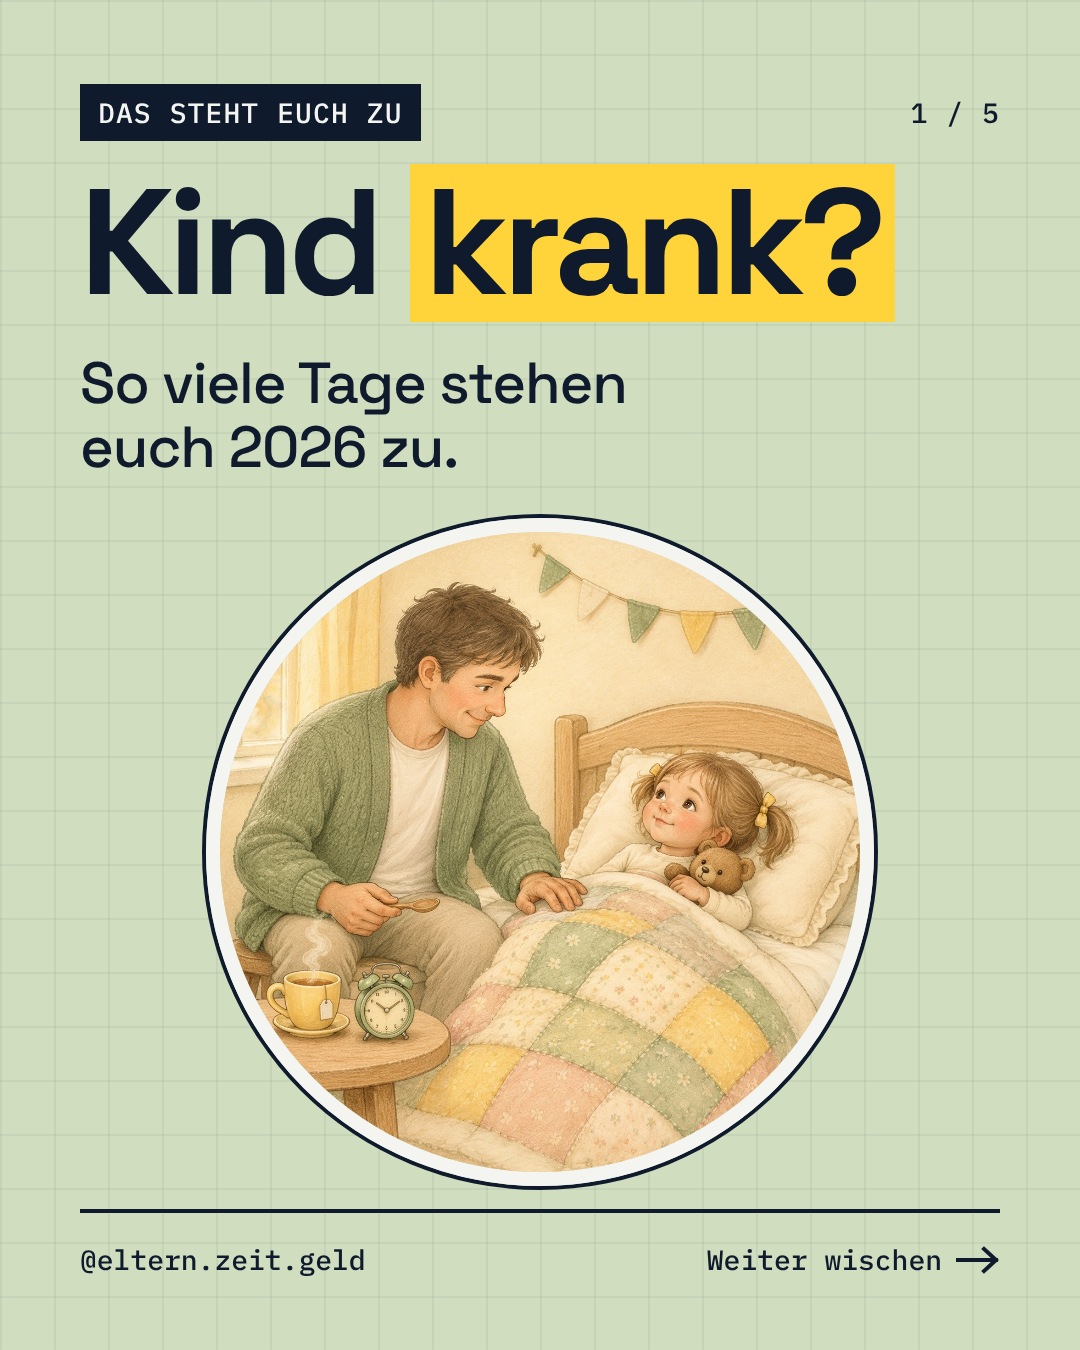 DAS STEHT EUCH ZU
1 / 5
Kind krank?
So viele Tage stehen
euch 2026 zu.
@eltern.zeit.geld
Weiter wischen →